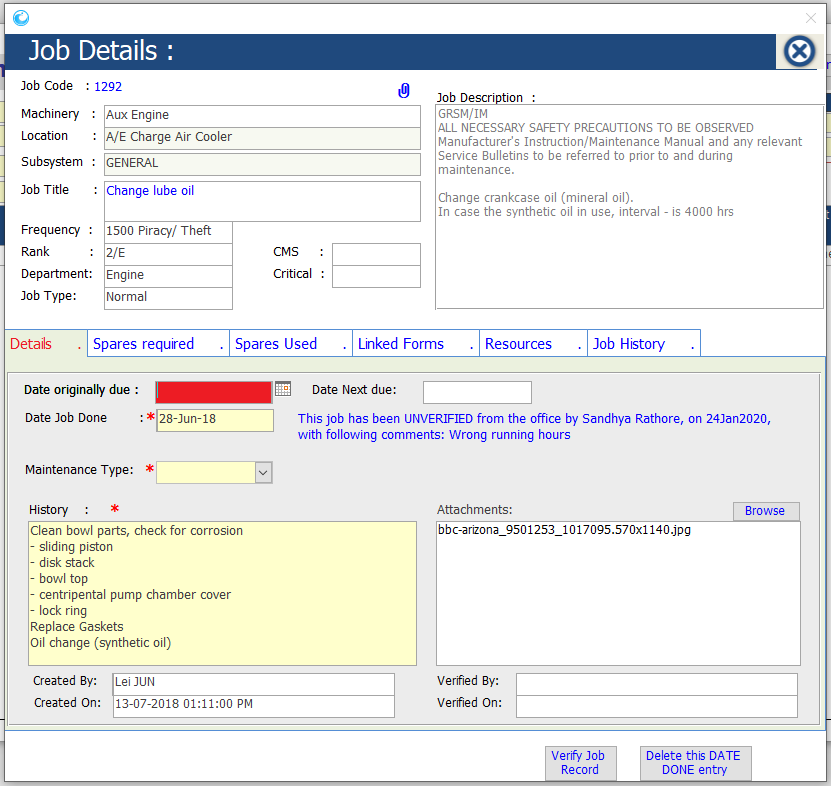 Job Details :
Job Code : 1292
Machinery : Aux Engine
Location : A/E Charge Air Cooler
Subsystem : GENERAL
Job Title : Change lube oil
Frequency : 1500 Piracy/ Theft
Rank : 2/E
Department: Engine
Job Type: Normal
CMS :
Critical :
Job Description :
GRSM/IM
ALL NECESSARY SAFETY PRECAUTIONS TO BE OBSERVED
Manufacturer's Instruction/Maintenance Manual and any relevant
Service Bulletins to be referred to prior to and during
maintenance.
Change crankcase oil (mineral oil).
In case the synthetic oil in use, interval - is 4000 hrs
Details . Spares required . Spares Used . Linked Forms . Resources . Job History .
Date originally due :
Date Next due:
Date Job Done :* 28-Jun-18
This job has been UNVERIFIED from the office by Sandhya Rathore, on 24Jan2020,
with following comments: Wrong running hours
Maintenance Type: *
History : *
Clean bowl parts, check for corrosion
- sliding piston
- disk stack
- bowl top
- centripental pump chamber cover
- lock ring
Replace Gaskets
Oil change (synthetic oil)
Attachments:
Browse
bbc-arizona_9501253_1017095.570x1140.jpg
Created By: Lei JUN
Created On: 13-07-2018 01:11:00 PM
Verified By:
Verified On:
Verify Job
Record
Delete this DATE
DONE entry